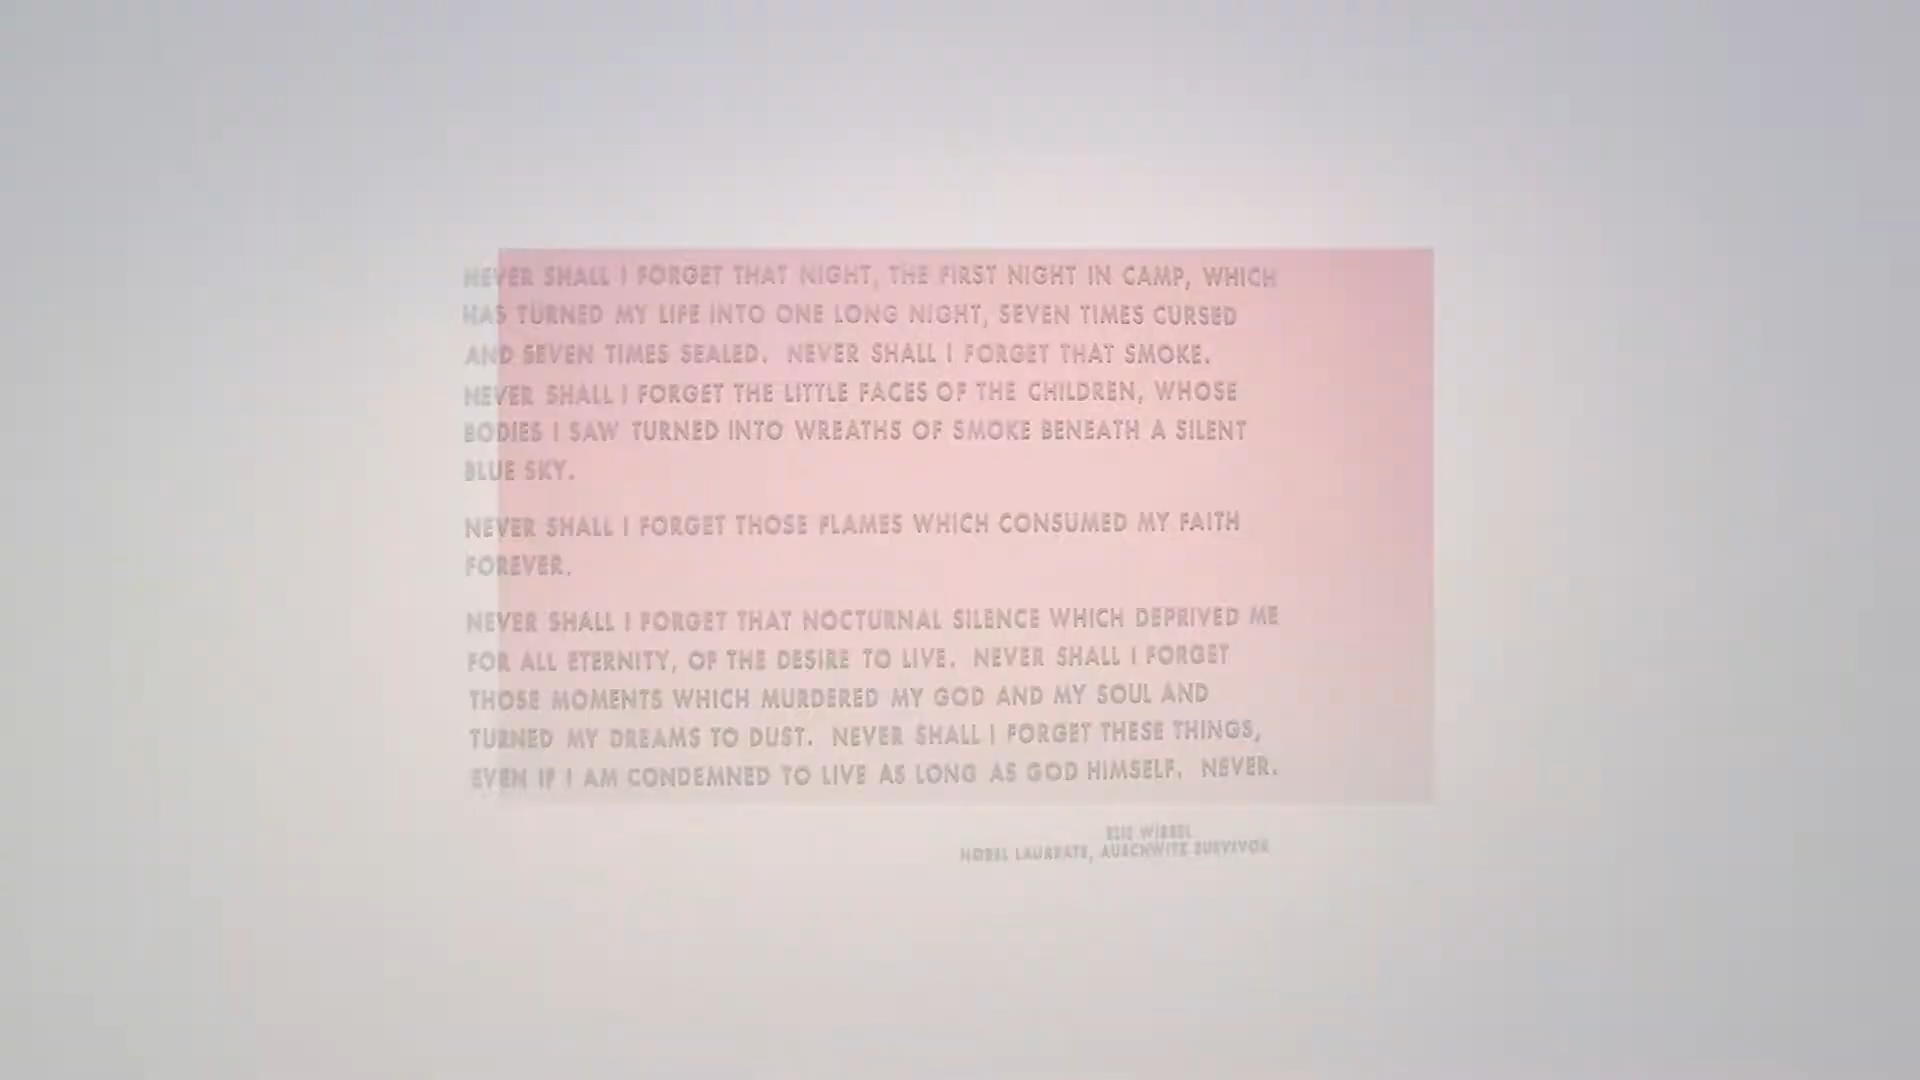 NEVER SHALL I FORGET THAT NIGHT, THE FIRST NIGHT IN CAMP, WHICH
HAS TURNED MY LIFE INTO ONE LONG NIGHT, SEVEN TIMES CURSED
AND SEVEN TIMES SEALED. NEVER SHALL I FORGET THAT SMOKE.
NEVER SHALL I FORGET THE LITTLE FACES OF THE CHILDREN, WHOSE
BODIES I SAW TURNED INTO WREATHS OF SMOKE BENEATH A SILENT
BLUE SKY.
NEVER SHALL I FORGET THOSE FLAMES WHICH CONSUMED MY FAITH
FOREVER.
NEVER SHALL I FORGET THAT NOCTURNAL SILENCE WHICH DEPRIVED ME
FOR ALL ETERNITY, OF THE DESIRE TO LIVE. NEVER SHALL I FORGET
THOSE MOMENTS WHICH MURDERED MY GOD AND MY SOUL AND
TURNED MY DREAMS TO DUST. NEVER SHALL I FORGET THESE THINGS,
EVEN IF I AM CONDEMNED TO LIVE AS LONG AS GOD HIMSELF. NEVER.
ELIE WIESEL
NOBEL LAUREATE, AUSCHWITZ SURVIVOR